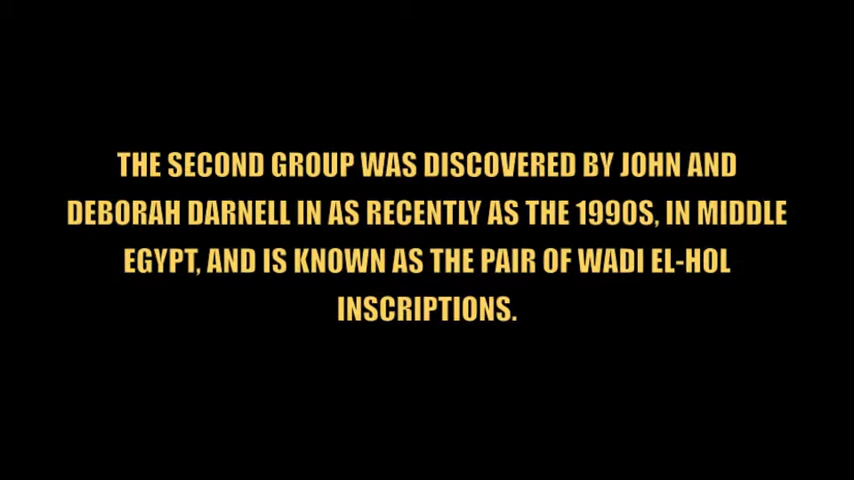 THE SECOND GROUP WAS DISCOVERED BY JOHN AND
DEBORAH DARNELL IN AS RECENTLY AS THE 1990S, IN MIDDLE
EGYPT, AND IS KNOWN AS THE PAIR OF WADI EL-HOL
INSCRIPTIONS.